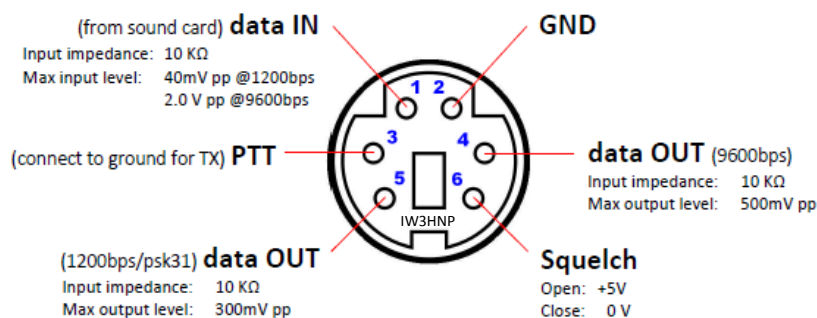 (from sound card) data IN
Input impedance: 10 KΩ
Max input level: 40mV pp @1200bps
2.0 V pp @9600bps
GND
1 2
3 4
5 6
(connect to ground for TX) PTT
data OUT (9600bps)
Input impedance: 10 KΩ
Max output level: 500mV pp
IW3HNP
(1200bps/psk31) data OUT
Input impedance: 10 KΩ
Max output level: 300mV pp
Squelch
Open: +5V
Close: 0 V